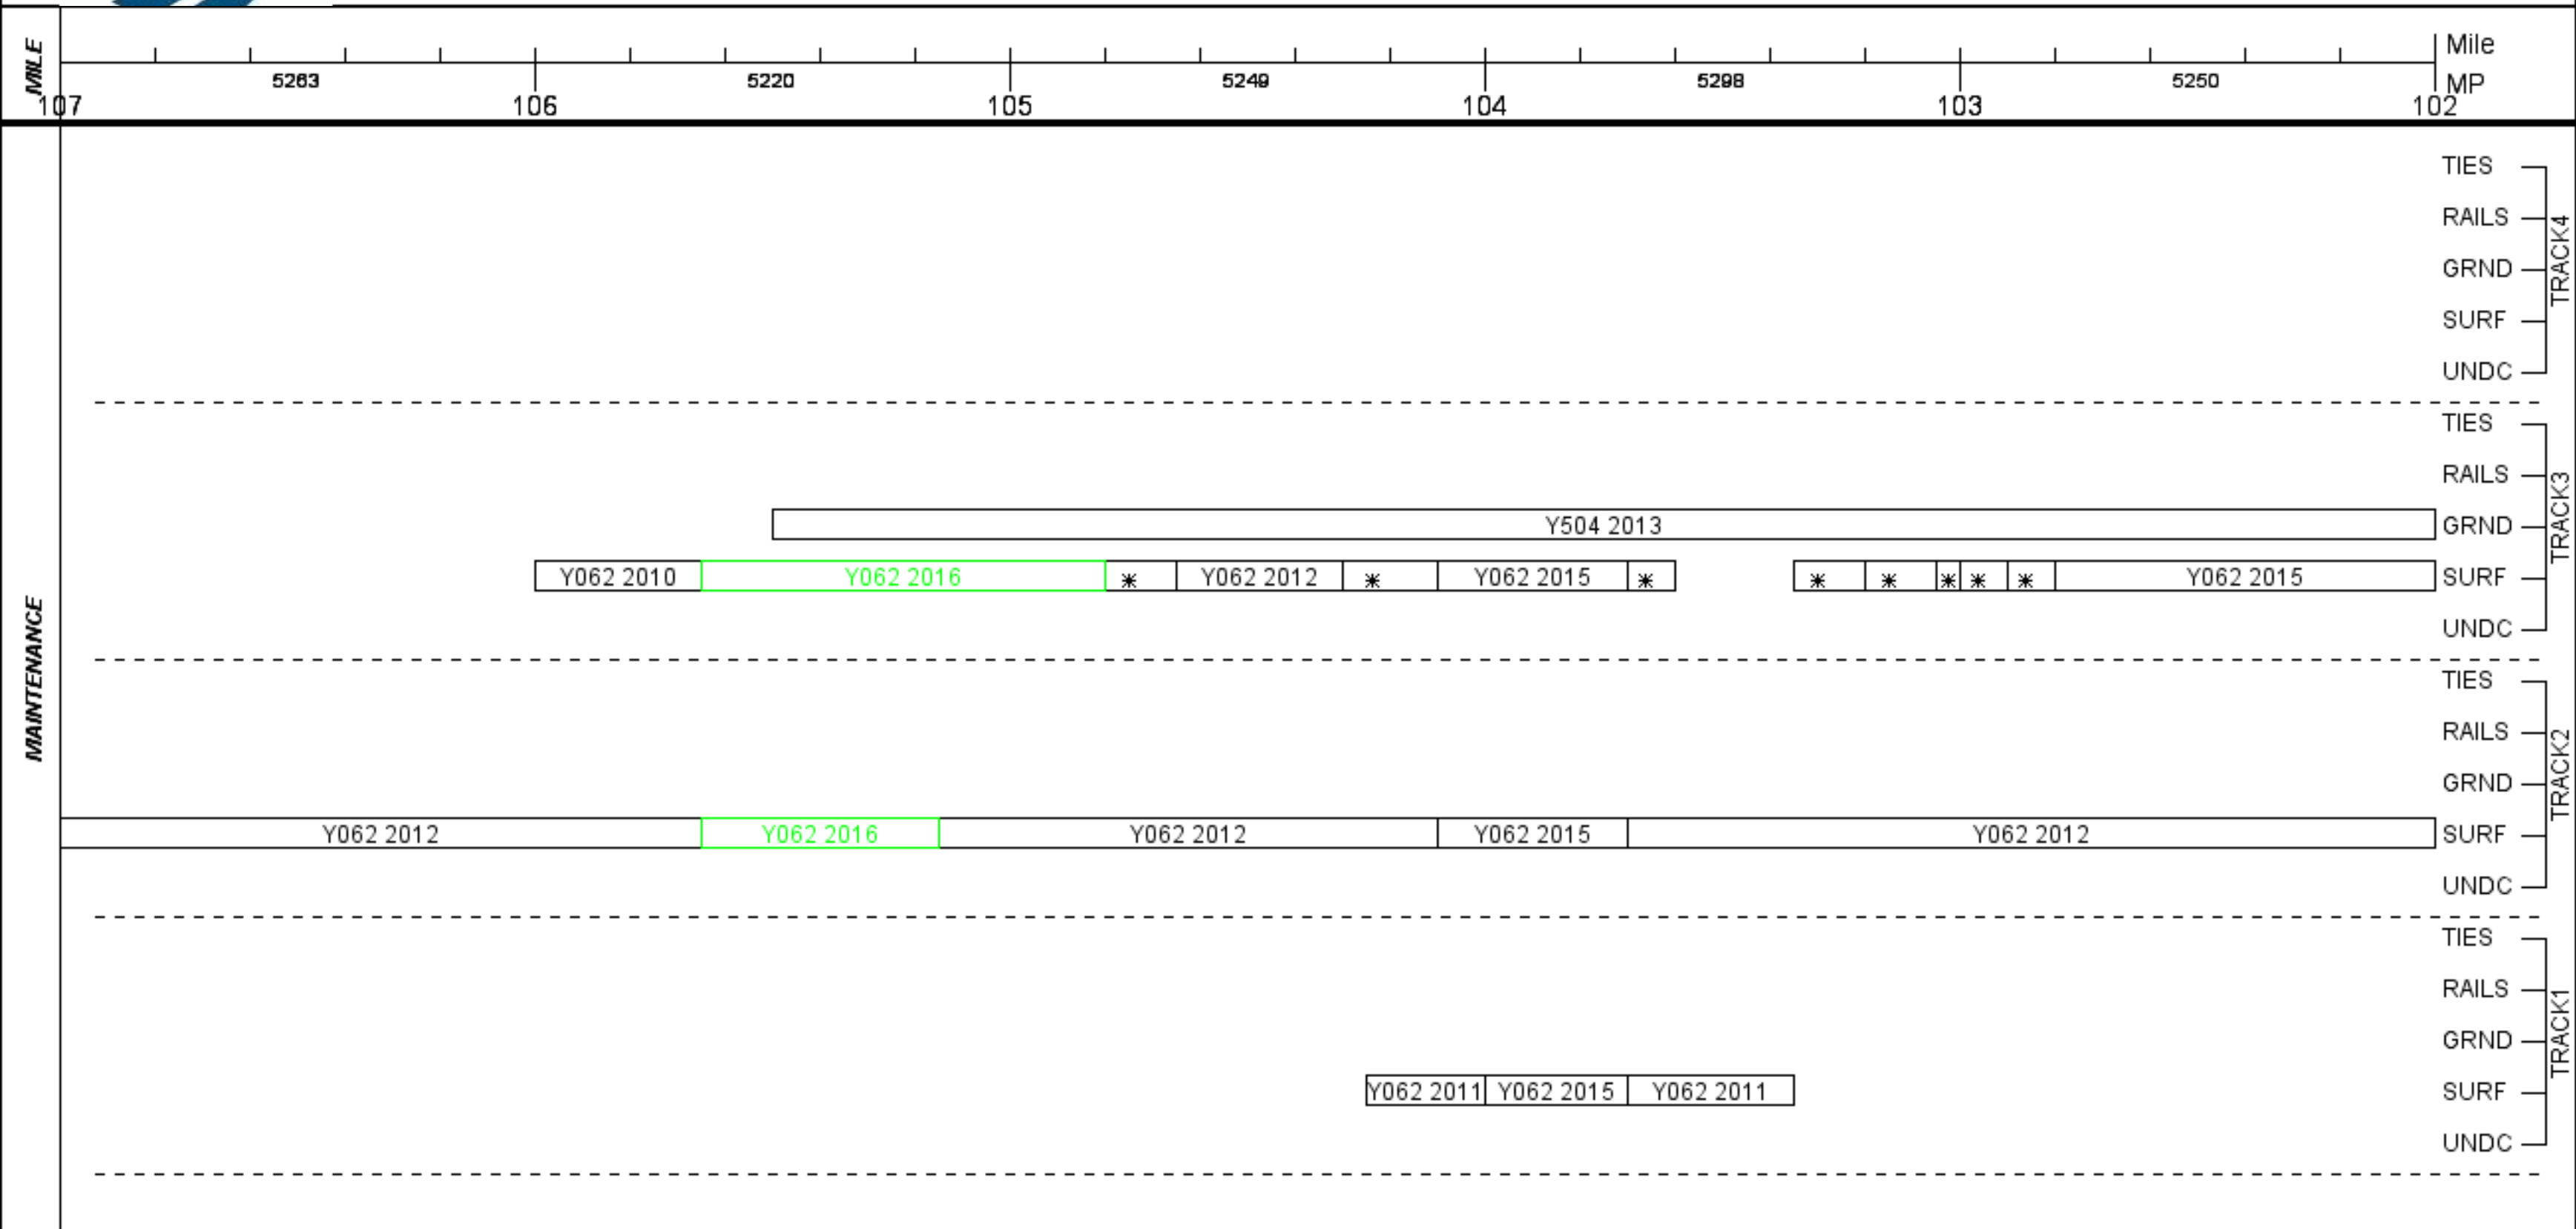 MILE
Mile
5263 5220 5249 5298 5250 MP
107 106 105 104 103 102
MAINTENANCE
TIES
RAILS
GRND
SURF
UNDC
TRACK4
TIES
RAILS
Y504 2013 GRND
Y062 2010 Y062 2016 * Y062 2012 * Y062 2015 * * * * * * Y062 2015 SURF
UNDC
TRACK3
TIES
RAILS
GRND
Y062 2012 Y062 2016 Y062 2012 Y062 2015 Y062 2012 SURF
UNDC
TRACK2
TIES
RAILS
GRND
Y062 2011 Y062 2015 Y062 2011 SURF
UNDC
TRACK1